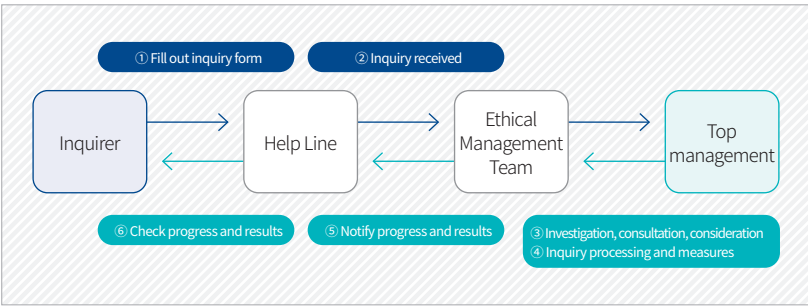 ① Fill out inquiry form
② Inquiry received
Inquirer
Help Line
Ethical
Management
Team
Top
management
⑥ Check progress and results
⑤ Notify progress and results
③ Investigation, consultation, consideration
④ Inquiry processing and measures